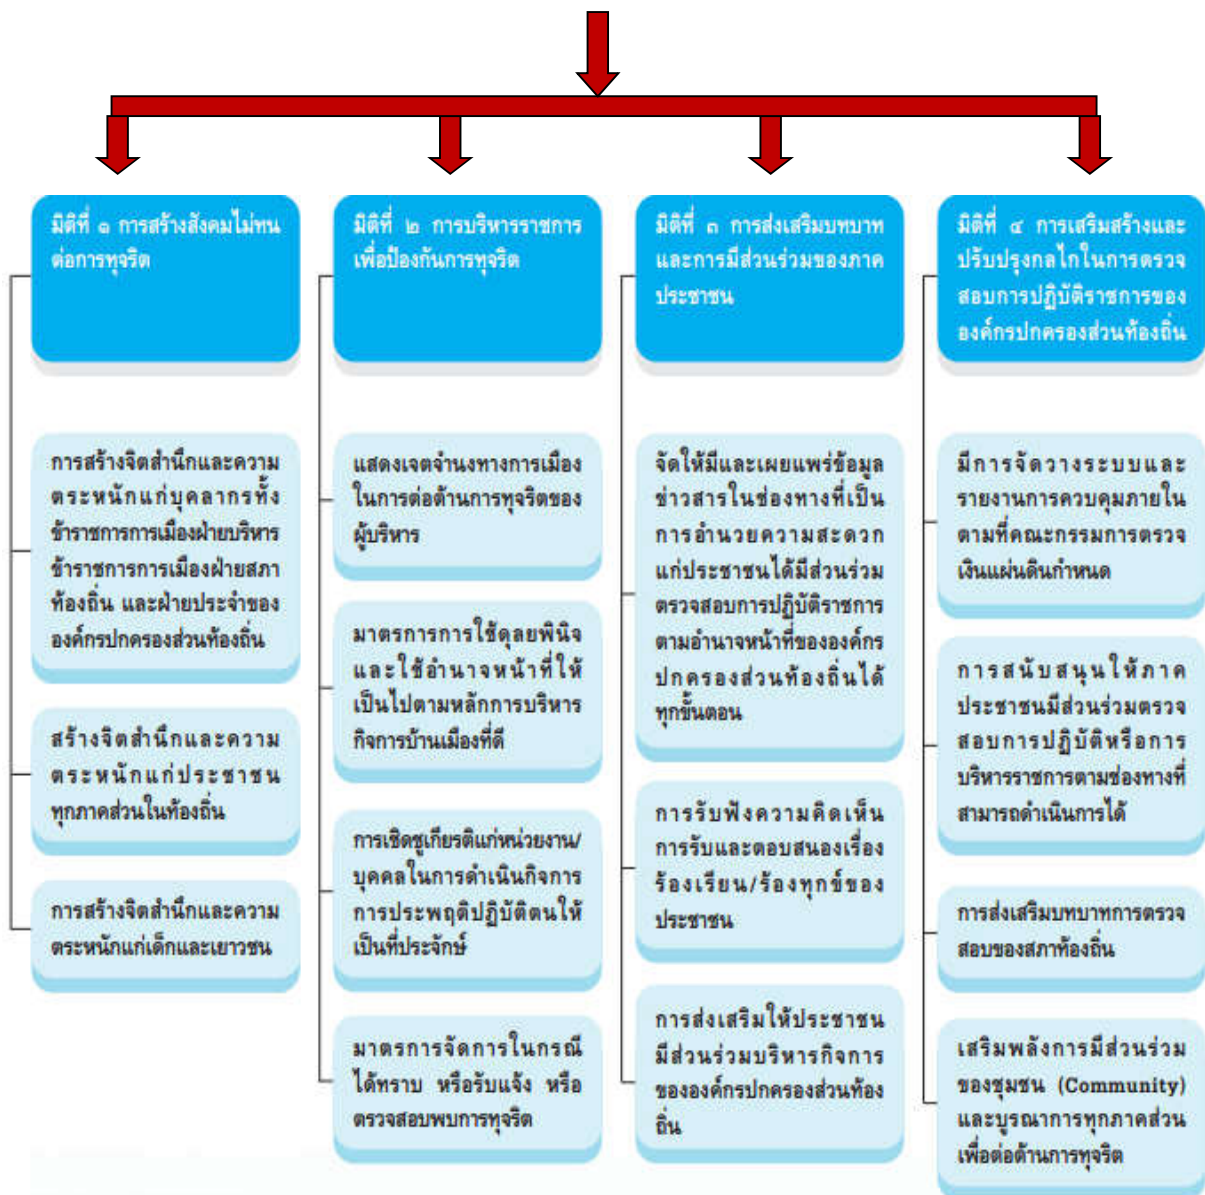 มิติที่ ๑ การสร้างสังคมไม่ทน
ต่อการทุจริต
การสร้างจิตสำนึกและความ
ตระหนักแก่บุคลากรทั้ง
ข้าราชการการเมืองฝ่ายบริหาร
ข้าราชการการเมืองฝ่ายสภา
ท้องถิ่น และฝ่ายประจำของ
องค์กรปกครองส่วนท้องถิ่น
สร้างจิตสำนึกและความ
ตระหนักแก่ประชาชน
ทุกภาคส่วนในท้องถิ่น
การสร้างจิตสำนึกและความ
ตระหนักแก่เด็กและเยาวชน
มิติที่ ๒ การบริหารราชการ
เพื่อป้องกันการทุจริต
แสดงเจตจำนงทางการเมือง
ในการต่อต้านการทุจริตของ
ผู้บริหาร
มาตรการการใช้ดุลยพินิจ
และใช้อำนาจหน้าที่ให้
เป็นไปตามหลักการบริหาร
กิจการบ้านเมืองที่ดี
การเชิดชูเกียรติแก่หน่วยงาน/
บุคคลในการดำเนินกิจการ
การประพฤติปฏิบัติตนให้
เป็นที่ประจักษ์
มาตรการจัดการในกรณี
ได้ทราบ หรือรับแจ้ง หรือ
ตรวจสอบพบการทุจริต
มิติที่ ๓ การส่งเสริมบทบาท
และการมีส่วนร่วมของภาค
ประชาชน
จัดให้มีและเผยแพร่ข้อมูล
ข่าวสารในช่องทางที่เป็น
การอำนวยความสะดวก
แก่ประชาชนได้มีส่วนร่วม
ตรวจสอบการปฏิบัติราชการ
ตามอำนาจหน้าที่ขององค์กร
ปกครองส่วนท้องถิ่นได้
ทุกขั้นตอน
การรับฟังความคิดเห็น
การรับและตอบสนองเรื่อง
ร้องเรียน/ร้องทุกข์ของ
ประชาชน
การส่งเสริมให้ประชาชน
มีส่วนร่วมบริหารกิจการ
ขององค์กรปกครองส่วนท้อง
ถิ่น
มิติที่ ๔ การเสริมสร้างและ
ปรับปรุงกลไกในการตรวจ
สอบการปฏิบัติราชการของ
องค์กรปกครองส่วนท้องถิ่น
มีการจัดวางระบบและ
รายงานการควบคุมภายใน
ตามที่คณะกรรมการตรวจ
เงินแผ่นดินกำหนด
การสนับสนุนให้ภาค
ประชาชนมีส่วนร่วมตรวจ
สอบการปฏิบัติหรือการ
บริหารราชการตามช่องทางที่
สามารถดำเนินการได้
การส่งเสริมบทบาทการตรวจ
สอบของสภาท้องถิ่น
เสริมพลังการมีส่วนร่วม
ของชุมชน (Community)
และบูรณาการทุกภาคส่วน
เพื่อต่อต้านการทุจริต